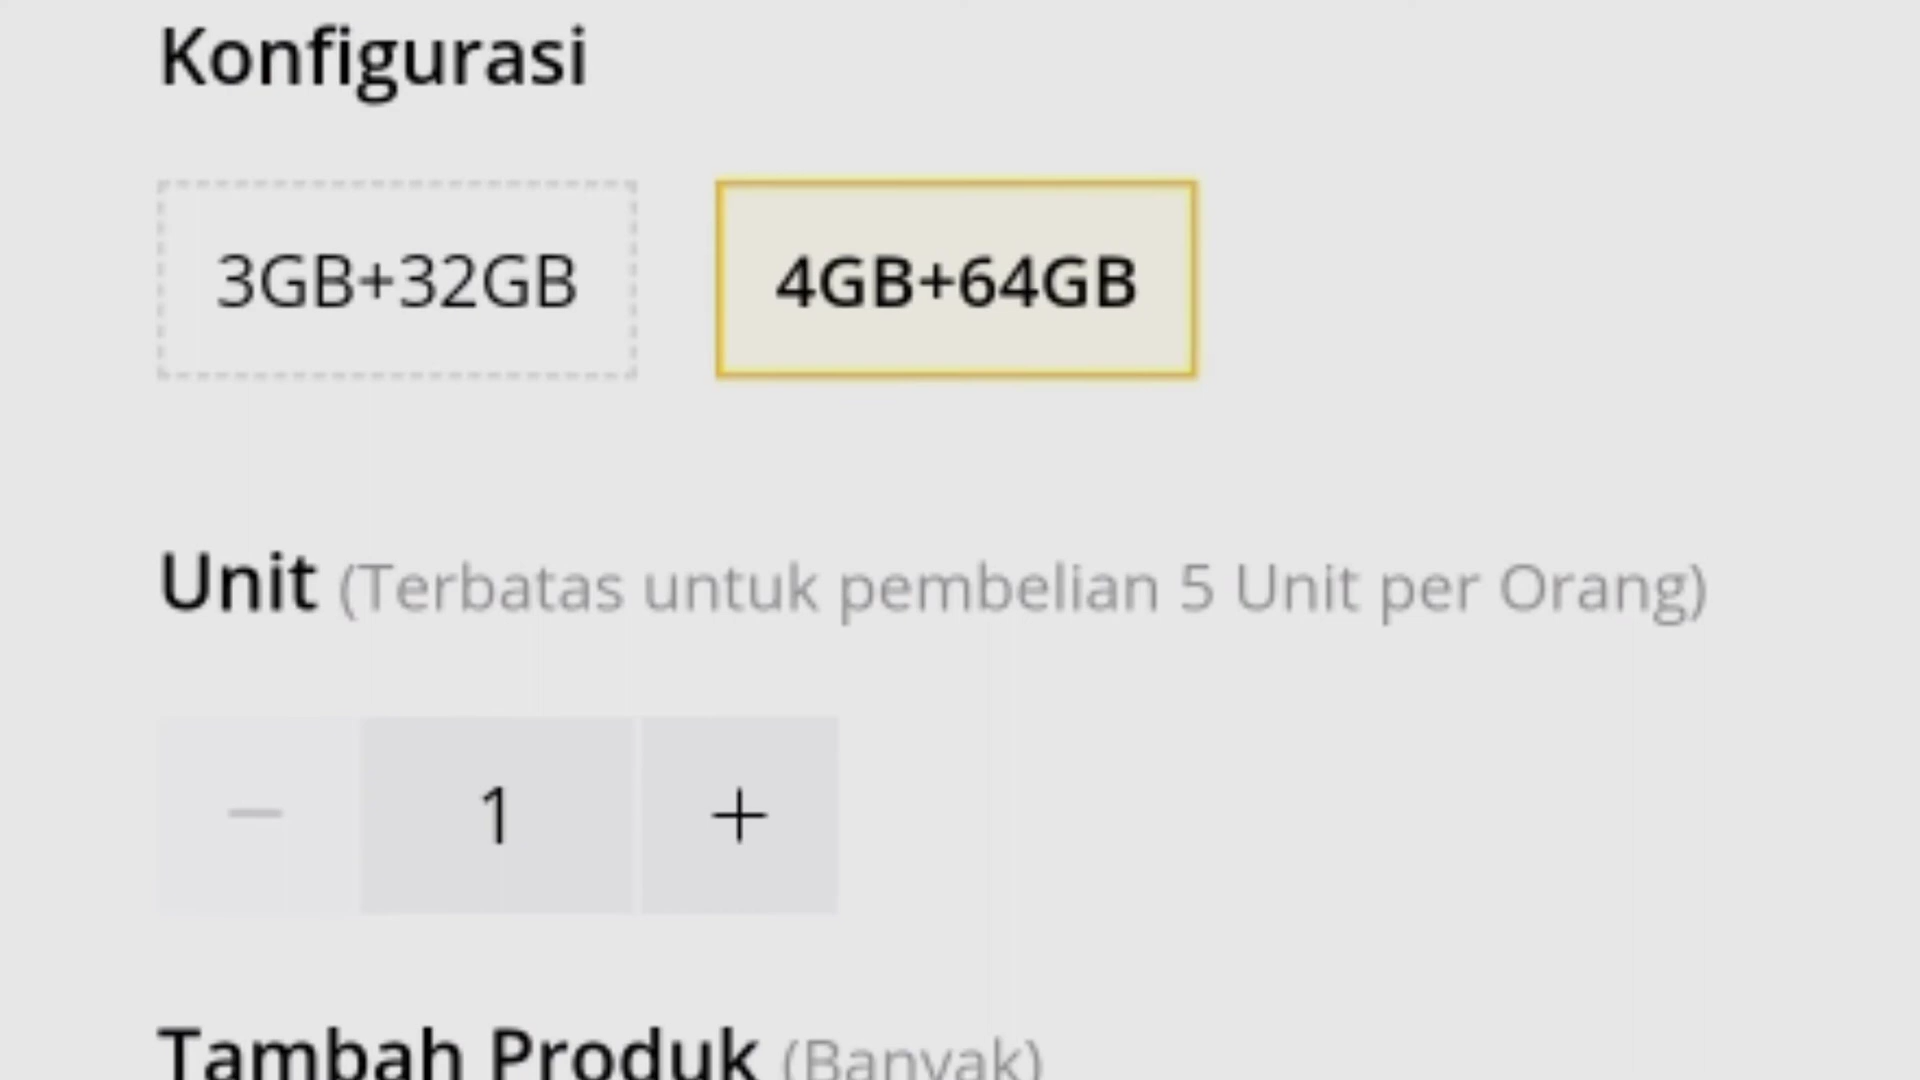 Konfigurasi
3GB+32GB
4GB+64GB
Unit (Terbatas untuk pembelian 5 Unit per Orang)
− 1 +
Tambah Produk (Banyak)